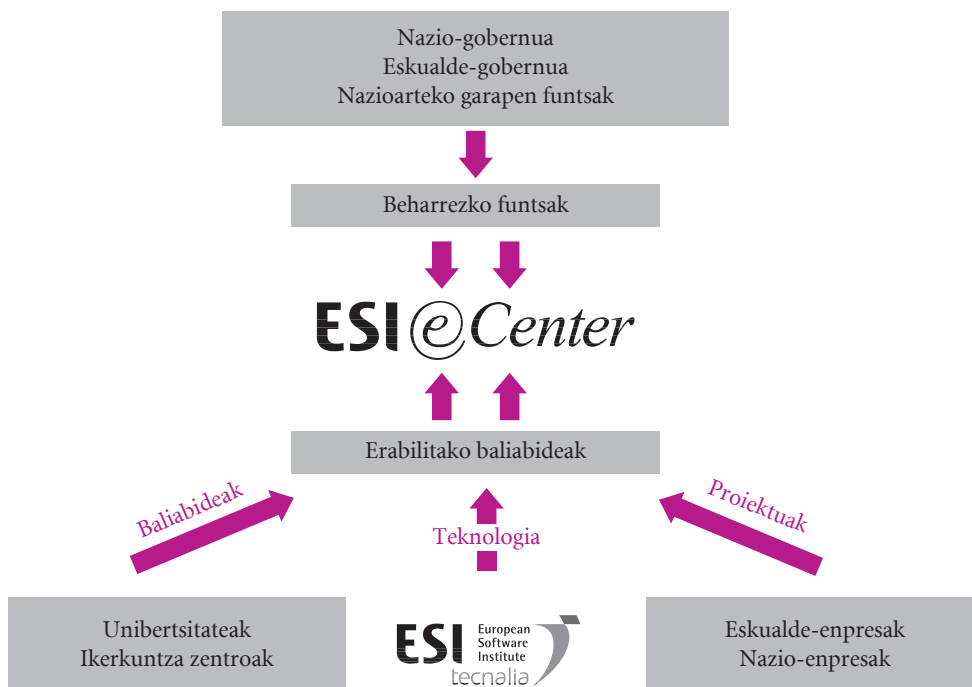 Nazio-gobernua
Eskualde-gobernua
Nazioarteko garapen funtsak
Beharrezko funtsak
ESI @Center
Erabilitako baliabideak
Baliabideak
Teknologia
Proiektuak
Unibertsitateak
Ikerkuntza zentroak
ESI European
Software
Institute
tecnalia
Eskualde-enpresak
Nazio-enpresak